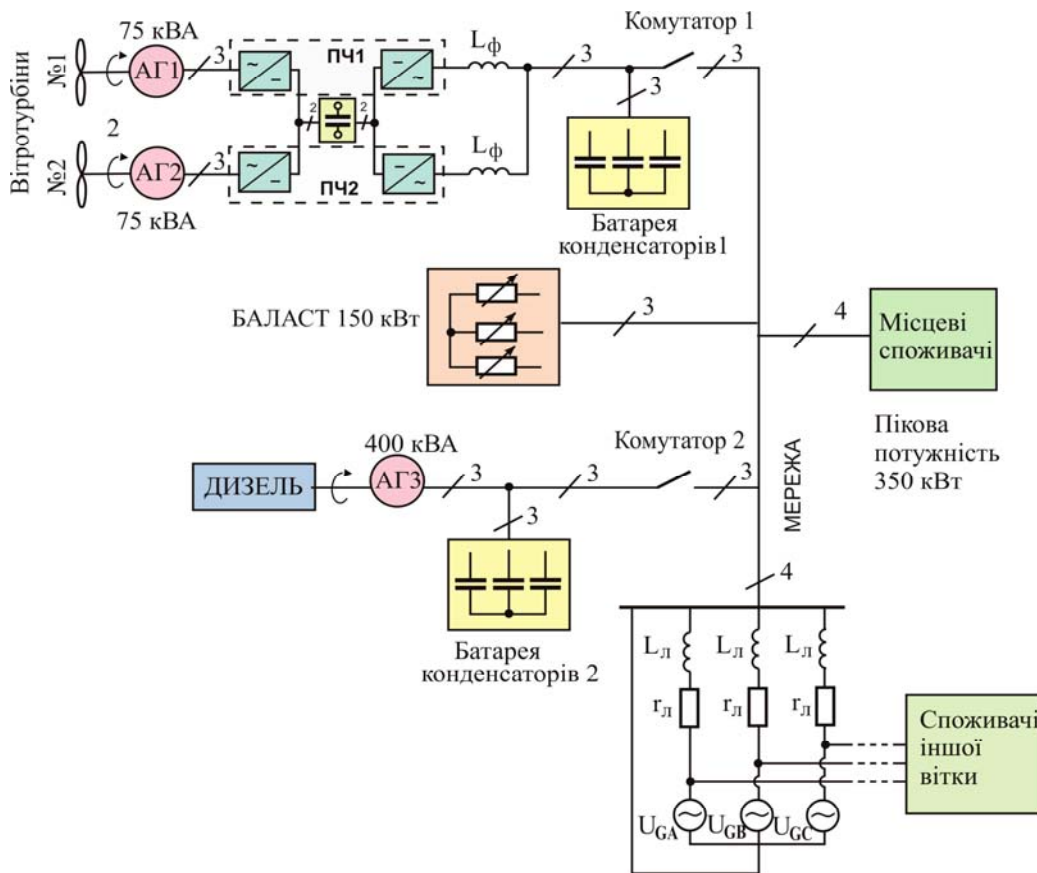 Вітротурбіни
№1
№2
75 кВА
АГ1
3
ПЧ1
2
2
Lф
3
3
Комутатор 1
3
2
АГ2
75 кВА
3
ПЧ2
Lф
Батарея
конденсаторів1
БАЛАСТ 150 кВт
3
4
Місцеві
споживачі
Пікова
потужність
350 кВт
ДИЗЕЛЬ
400 кВА
АГ3
3
3
3
Комутатор 2
3
МЕРЕЖА
Батарея
конденсаторів 2
4
Lл
Lл
Lл
rл
rл
rл
Споживачі
іншої
вітки
UGA
UGB
UGC